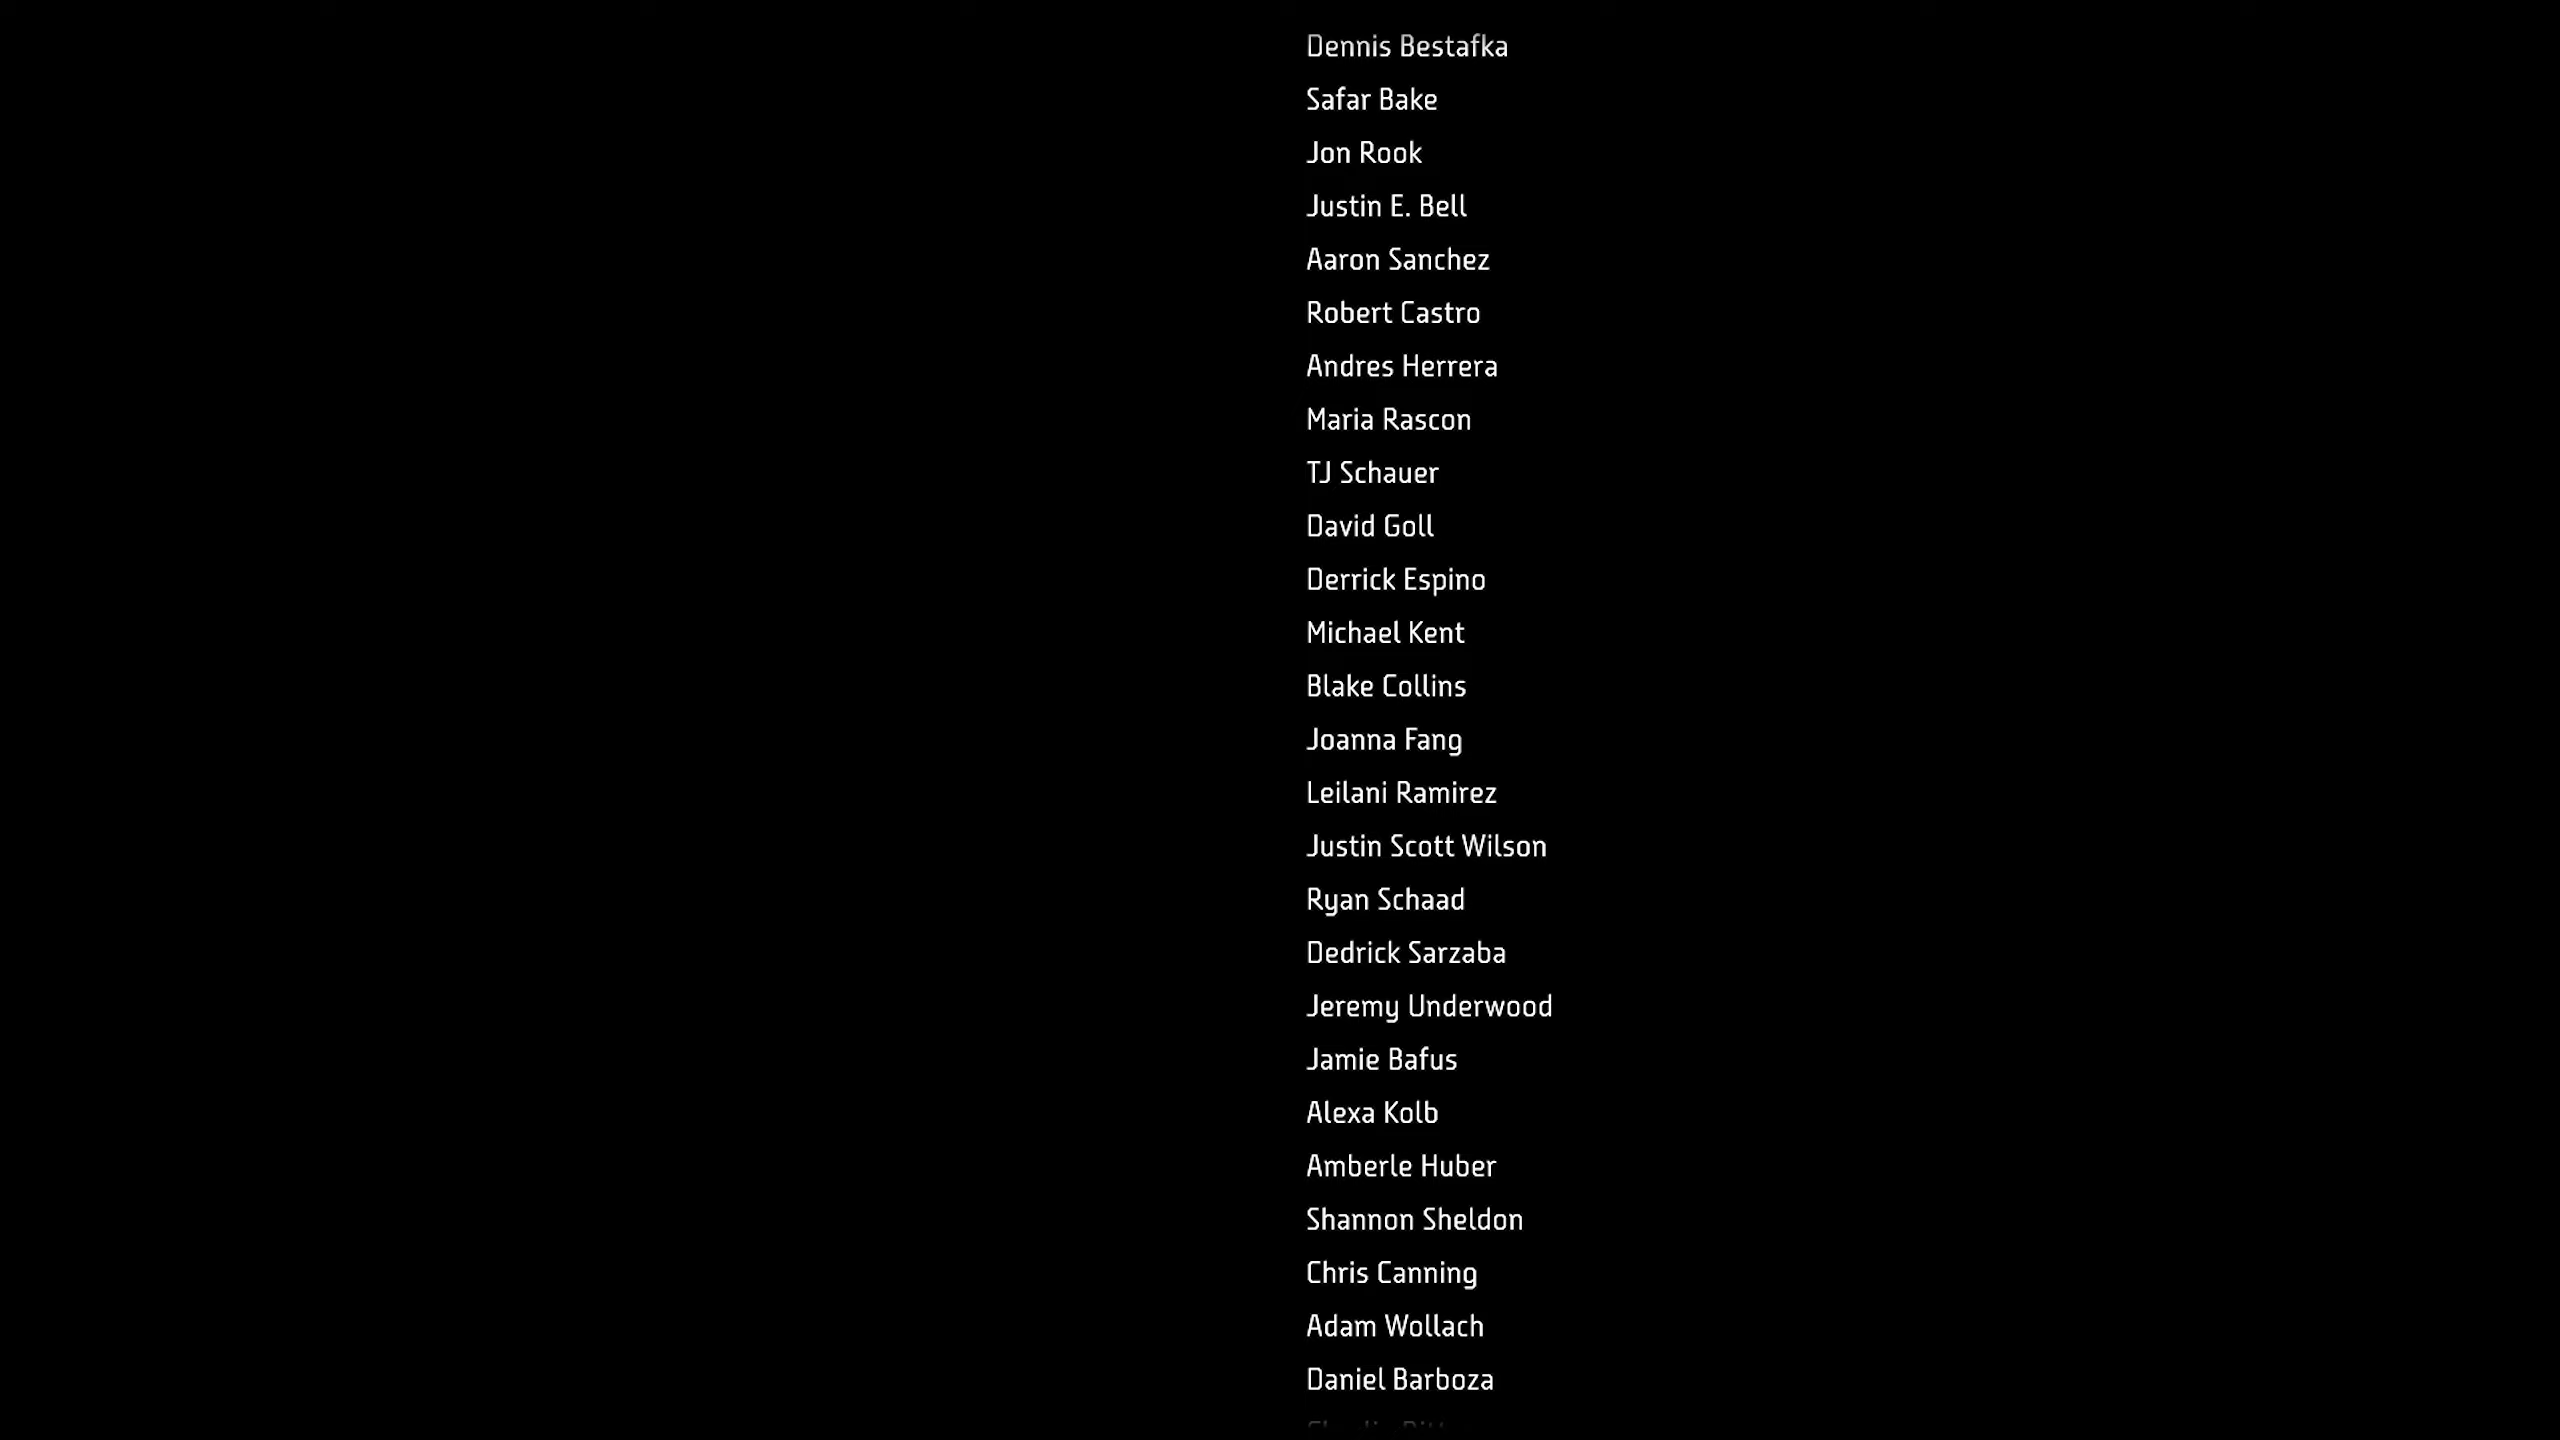 Dennis Bestafka
Safar Bake
Jon Rook
Justin E. Bell
Aaron Sanchez
Robert Castro
Andres Herrera
Maria Rascon
TJ Schauer
David Goll
Derrick Espino
Michael Kent
Blake Collins
Joanna Fang
Leilani Ramirez
Justin Scott Wilson
Ryan Schaad
Dedrick Sarzaba
Jeremy Underwood
Jamie Bafus
Alexa Kolb
Amberle Huber
Shannon Sheldon
Chris Canning
Adam Wollach
Daniel Barboza